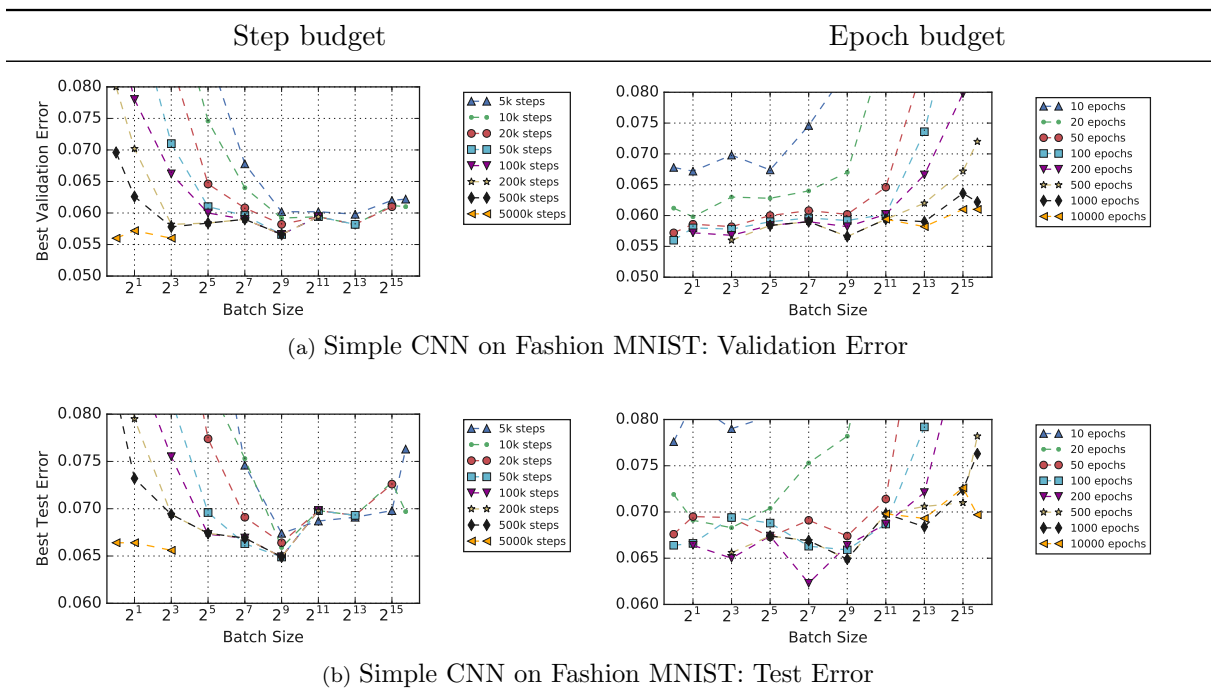 Step budget Epoch budget
Best Validation Error
0.080
0.075
0.070
0.065
0.060
0.055
0.050
2^1 2^3 2^5 2^7 2^9 2^11 2^13 2^15
Batch Size
5k steps
10k steps
20k steps
50k steps
100k steps
200k steps
500k steps
5000k steps
0.080
0.075
0.070
0.065
0.060
0.055
0.050
2^1 2^3 2^5 2^7 2^9 2^11 2^13 2^15
Batch Size
10 epochs
20 epochs
50 epochs
100 epochs
200 epochs
500 epochs
1000 epochs
10000 epochs
(a) Simple CNN on Fashion MNIST: Validation Error
Best Test Error
0.080
0.075
0.070
0.065
0.060
2^1 2^3 2^5 2^7 2^9 2^11 2^13 2^15
Batch Size
5k steps
10k steps
20k steps
50k steps
100k steps
200k steps
500k steps
5000k steps
0.080
0.075
0.070
0.065
0.060
2^1 2^3 2^5 2^7 2^9 2^11 2^13 2^15
Batch Size
10 epochs
20 epochs
50 epochs
100 epochs
200 epochs
500 epochs
1000 epochs
10000 epochs
(b) Simple CNN on Fashion MNIST: Test Error